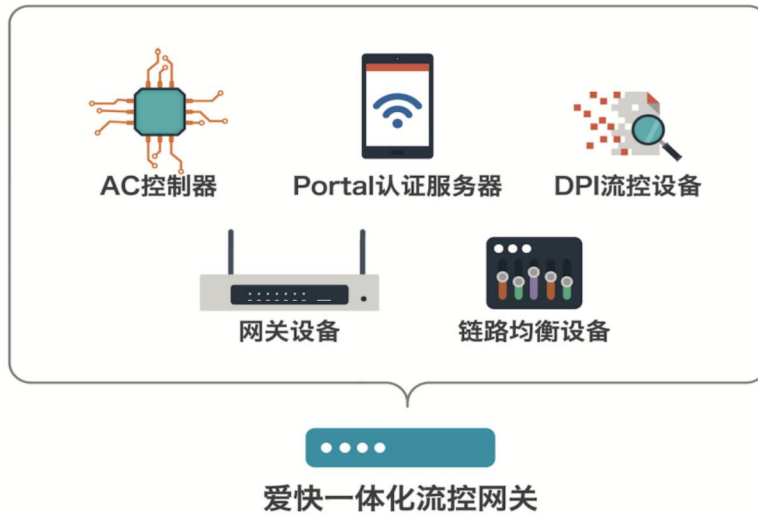 AC控制器
Portal认证服务器
DPI流控设备
网关设备
链路均衡设备
爱快一体化流控网关